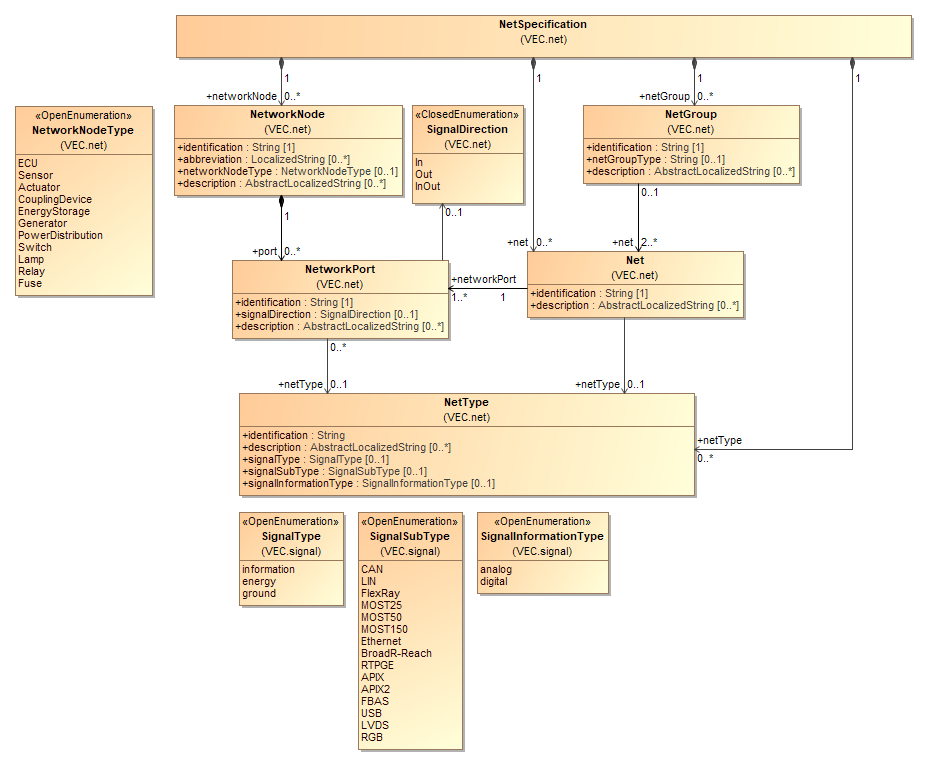 NetSpecification
(VEC.net)
1
1
1
1
+networkNode
0..*
+netGroup
0..*
«OpenEnumeration»
NetworkNodeType
(VEC.net)
ECU
Sensor
Actuator
CouplingDevice
EnergyStorage
Generator
PowerDistribution
Switch
Lamp
Relay
Fuse
NetworkNode
(VEC.net)
+identification : String [1]
+abbreviation : LocalizedString [0..*]
+networkNodeType : NetworkNodeType [0..1]
+description : AbstractLocalizedString [0..*]
«ClosedEnumeration»
SignalDirection
(VEC.net)
In
Out
InOut
NetGroup
(VEC.net)
+identification : String [1]
+netGroupType : String [0..1]
+description : AbstractLocalizedString [0..*]
1
0..1
0..1
+port
0..*
+net
0..*
+net
2..*
NetworkPort
(VEC.net)
+identification : String [1]
+signalDirection : SignalDirection [0..1]
+description : AbstractLocalizedString [0..*]
+networkPort
1..*
1
Net
(VEC.net)
+identification : String [1]
+description : AbstractLocalizedString [0..*]
0..*
+netType
0..1
+netType
0..1
NetType
(VEC.net)
+identification : String
+description : AbstractLocalizedString [0..*]
+signalType : SignalType [0..1]
+signalSubType : SignalSubType [0..1]
+signalInformationType : SignalInformationType [0..1]
+netType
0..*
«OpenEnumeration»
SignalType
(VEC.signal)
information
energy
ground
«OpenEnumeration»
SignalSubType
(VEC.signal)
CAN
LIN
FlexRay
MOST25
MOST50
MOST150
Ethernet
BroadR-Reach
RTPGE
APIX
APIX2
FBAS
USB
LVDS
RGB
«OpenEnumeration»
SignalInformationType
(VEC.signal)
analog
digital